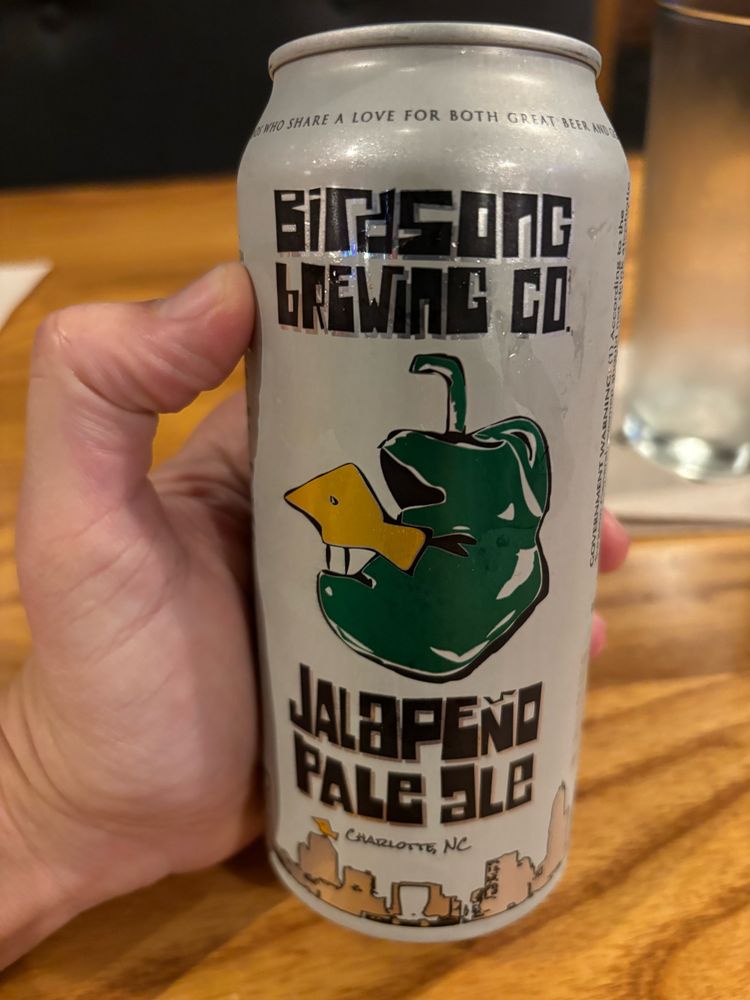 WHO SHARE A LOVE FOR BOTH GREAT BEER AND
BIRDSONG
BREWING CO.
JALAPEÑO
PALE ALE
CHARLOTTE, NC
GOVERNMENT WARNING: (1) According to the